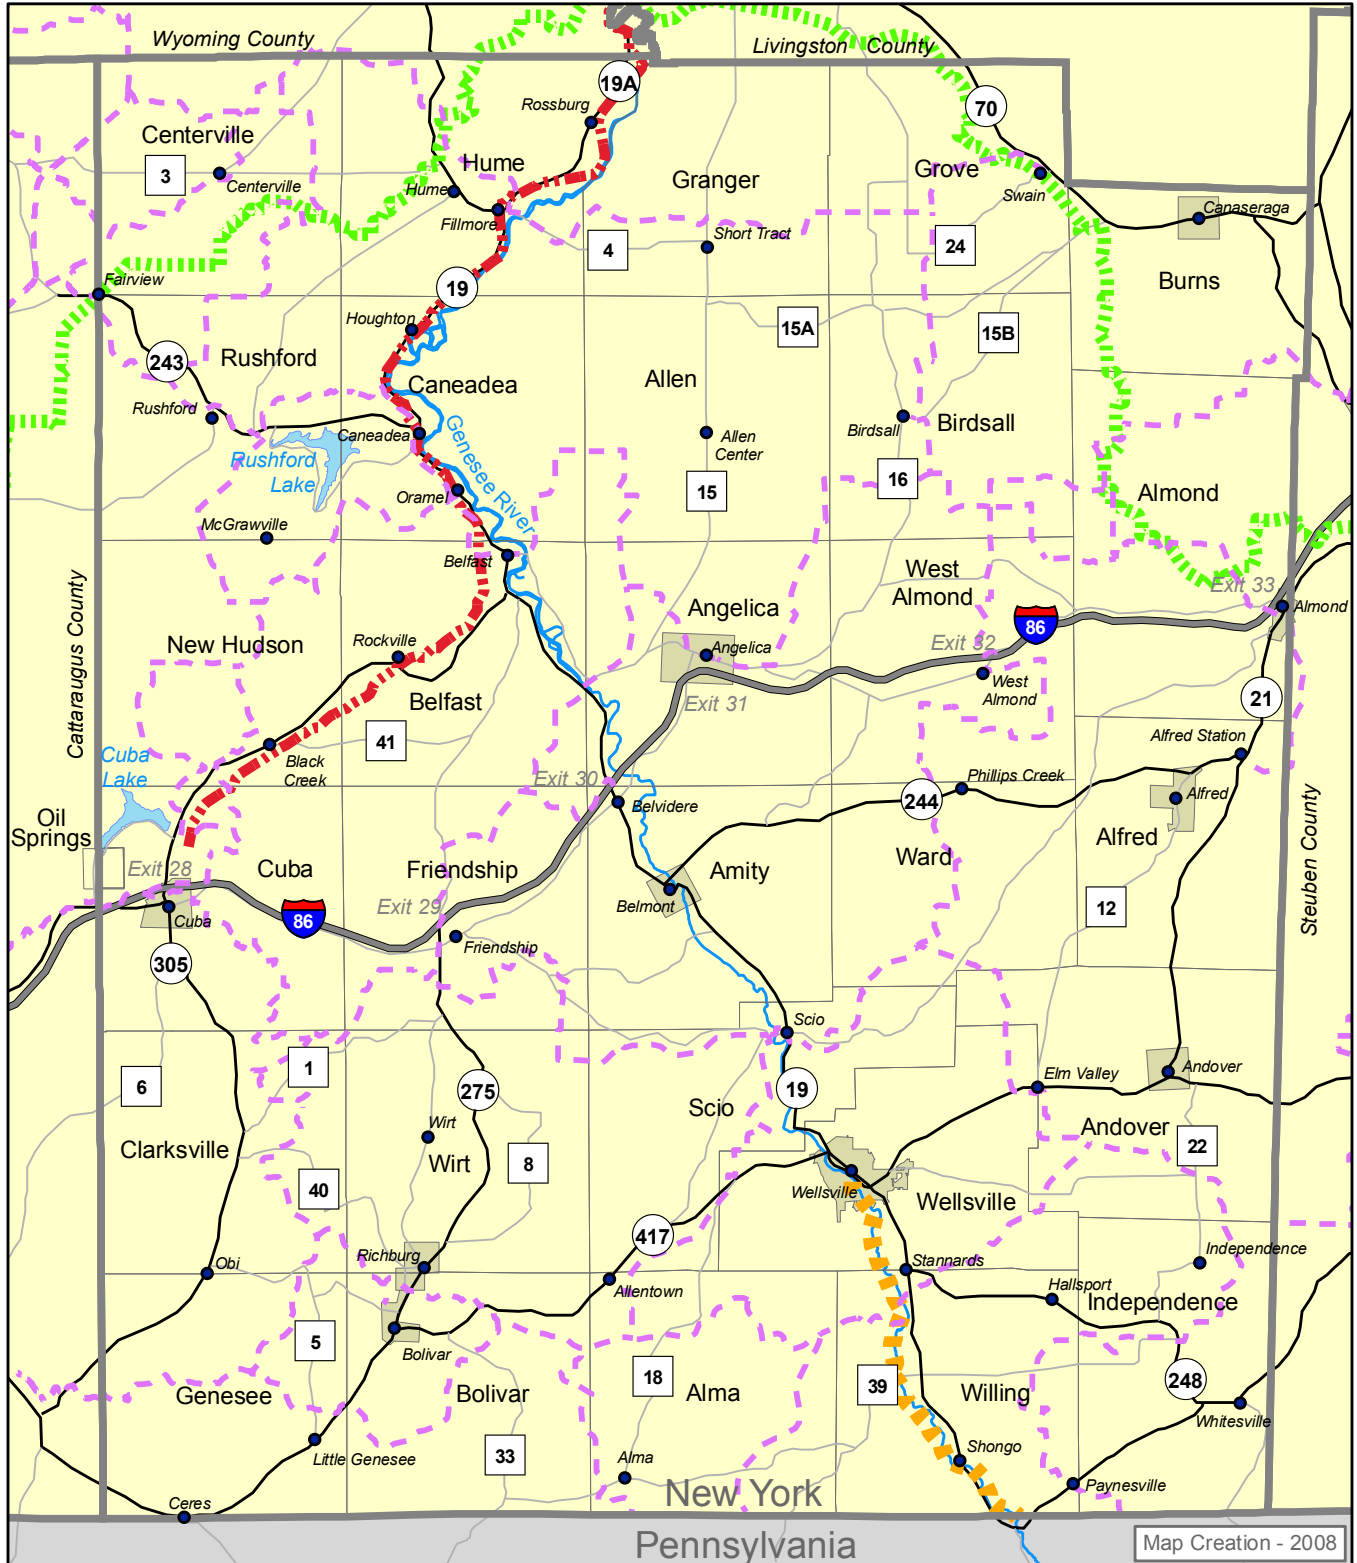 Wyoming County
Livingston County
19A
Rossburg
70
Centerville
3
Centerville
Hume
Hume
Granger
Grove
Swain
Fillmore
Canaseraga
4
Short Tract
24
Fairview
19
Burns
Houghton
15A
15B
243
Rushford
Caneadea
Allen
Rushford
Caneadea
Genesee River
Allen
Center
Birdsall
Birdsall
Rushford
Lake
Oramel
15
16
Almond
McGrawville
Belfast
West
Almond
Exit 33
Almond
Cattaraugus County
New Hudson
Rockville
Angelica
Angelica
86
Exit 32
West
Almond
Belfast
Exit 31
21
41
Black
Creek
Alfred Station
Cuba
Lake
Exit 30
Belvidere
244
Phillips Creek
Alfred
Oil
Springs
Steuben County
Exit 28
Cuba
Friendship
Amity
Ward
Alfred
Cuba
86
Exit 29
Belmont
12
Friendship
305
Scio
6
1
275
19
Elm Valley
Andover
Scio
Wirt
Andover
Clarksville
Wirt
8
22
40
Wellsville
Wellsville
417
Richburg
Obi
Stannards
Independence
Allentown
Hallsport
Independence
5
Bolivar
18
39
248
Genesee
Bolivar
Alma
Willing
Whitesville
Little Genesee
33
Alma
Shongo
Paynesville
Ceres
New York
Pennsylvania
Map Creation - 2008